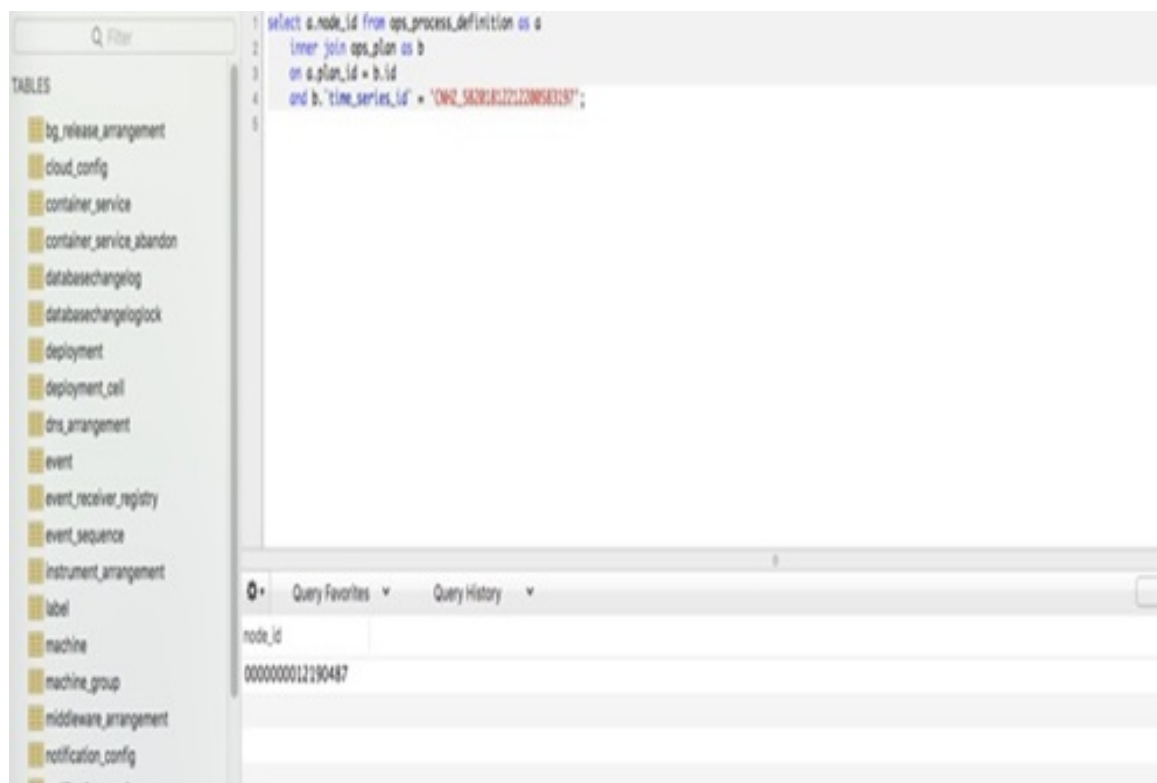 Filter
TABLES
bg_release_arrangement
cloud_config
container_service
container_service_abandon
databasechangelog
databasechangeloglock
deployment
deployment_cell
dns_arrangement
event
event_receiver_registry
event_sequence
instrument_arrangement
label
machine
machine_group
middleware_arrangement
notification_config
1 select a.node_id from ops_process_definition as a
2 inner join ops_plan as b
3 on a.plan_id = b.id
4 and b.`time_series_id` =
5
Query Favorites
Query History
node_id
0000000012190487